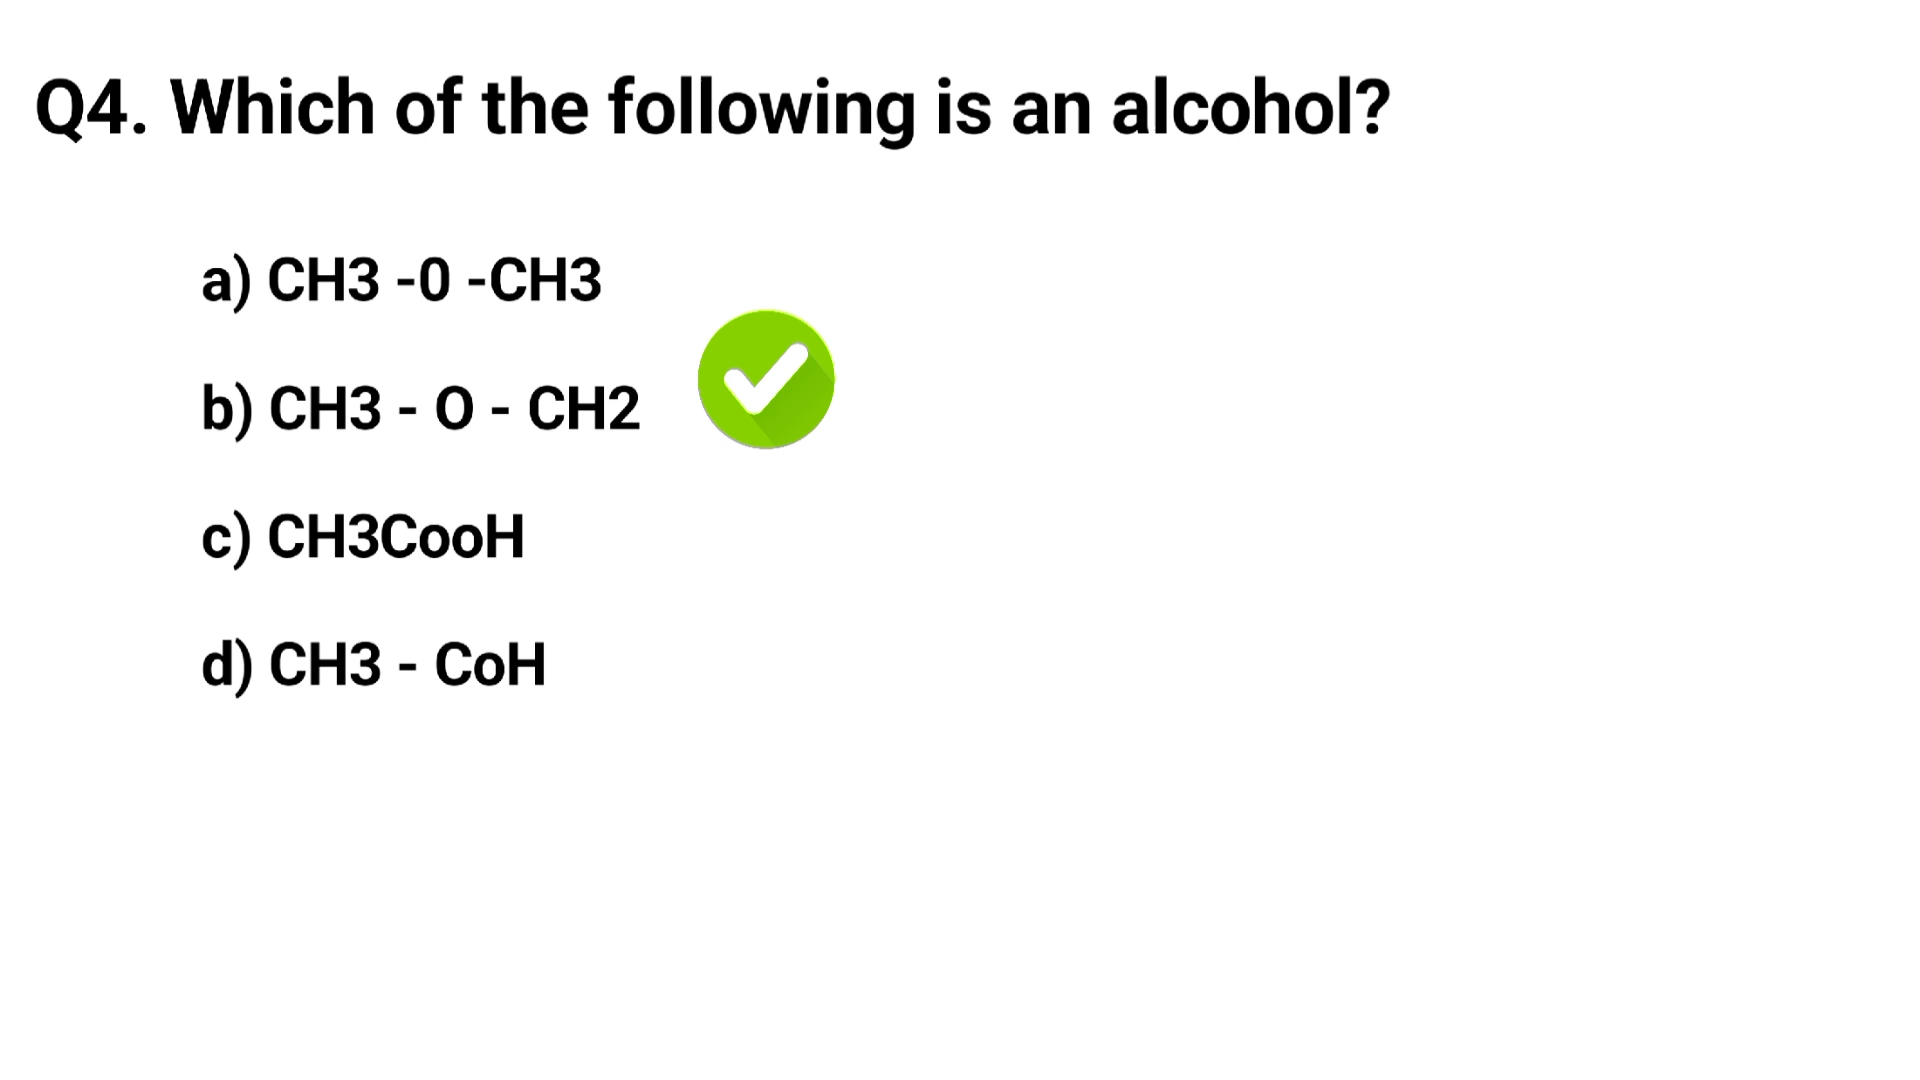 Q4. Which of the following is an alcohol?
a) CH3 -0 -CH3
b) CH3 - O - CH2
c) CH3CooH
d) CH3 - CoH